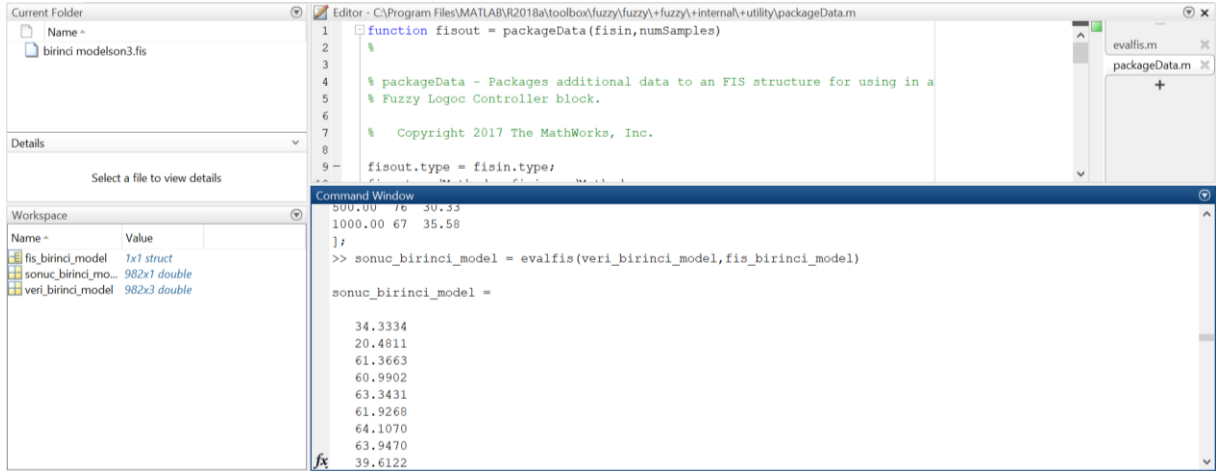 Current Folder
Name
birinci modelson3.fis
Details
Select a file to view details
Workspace
Name Value
fis_birinci_model 1x1 struct
sonuc_birinci_mo... 982x1 double
veri_birinci_model 982x3 double
Editor - C:\Program Files\MATLAB\R2018a\toolbox\fuzzy\fuzzy\+fuzzy\+internal\+utility\packageData.m
1 function fisout = packageData(fisin,numSamples)
2 %
3
4 % packageData - Packages additional data to an FIS structure for using in a
5 % Fuzzy Logoc Controller block.
6
7 % Copyright 2017 The MathWorks, Inc.
8
9 fisout.type = fisin.type;
evalfis.m
packageData.m
+
Command Window
500.00 76 30.33
1000.00 67 35.58
];
>> sonuc_birinci_model = evalfis(veri_birinci_model,fis_birinci_model)
sonuc_birinci_model =
34.3334
20.4811
61.3663
60.9902
63.3431
61.9268
64.1070
63.9470
39.6122
fx